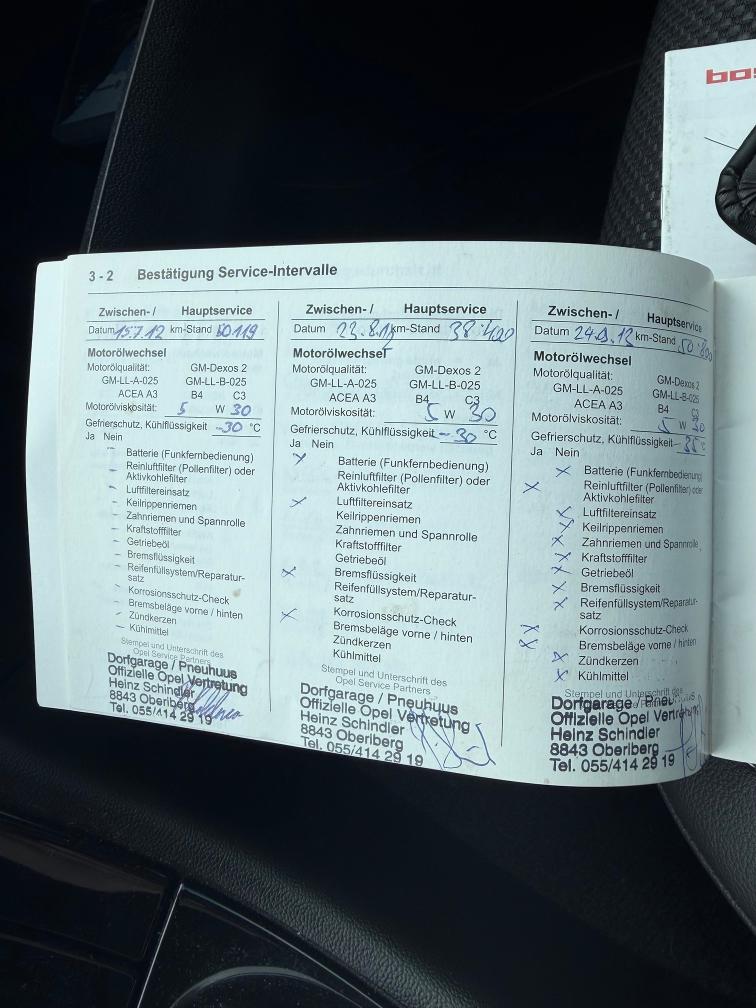 3 - 2 Bestätigung Service-Intervalle
Zwischen- / Hauptservice
Datum 15.7.12 km-Stand
Motorölwechsel
Motorölqualität: GM-Dexos 2
GM-LL-A-025 GM-LL-B-025
ACEA A3 B4 C3
Motorölviskosität: 5 W 30
Gefrierschutz, Kühlflüssigkeit -30 °C
Ja Nein
Batterie (Funkfernbedienung)
Reinluftfilter (Pollenfilter) oder
Aktivkohlefilter
Luftfiltereinsatz
Keilrippenriemen
Zahnriemen und Spannrolle
Kraftstofffilter
Getriebeöl
Bremsflüssigkeit
Reifenfüllsystem/Reparatur-
satz
Korrosionsschutz-Check
Bremsbeläge vorne / hinten
Zündkerzen
Kühlmittel
Stempel und Unterschrift des
Opel Service Partners
Dorfgarage / Pneuhuus
Offizielle Opel Vertretung
Heinz Schindler
8843 Oberiberg
Tel. 055/414 29 19
Zwischen- / Hauptservice
Datum km-Stand 38'400
Motorölwechsel
Motorölqualität: GM-Dexos 2
GM-LL-A-025 GM-LL-B-025
ACEA A3 B4 C3
Motorölviskosität: 5 W 30
Gefrierschutz, Kühlflüssigkeit -30 °C
Ja Nein
Batterie (Funkfernbedienung)
Reinluftfilter (Pollenfilter) oder
Aktivkohlefilter
Luftfiltereinsatz
Keilrippenriemen
Zahnriemen und Spannrolle
Kraftstofffilter
Getriebeöl
Bremsflüssigkeit
Reifenfüllsystem/Reparatur-
satz
Korrosionsschutz-Check
Bremsbeläge vorne / hinten
Zündkerzen
Kühlmittel
Stempel und Unterschrift des
Opel Service Partners
Dorfgarage / Pneuhuus
Offizielle Opel Vertretung
Heinz Schindler
8843 Oberiberg
Tel. 055/414 29 19
Zwischen- / Hauptservice
Datum km-Stand
Motorölwechsel
Motorölqualität: GM-Dexos 2
GM-LL-A-025 GM-LL-B-025
ACEA A3 B4 C3
Motorölviskosität: 5 W 30
Gefrierschutz, Kühlflüssigkeit -35 °C
Ja Nein
Batterie (Funkfernbedienung)
Reinluftfilter (Pollenfilter) oder
Aktivkohlefilter
Luftfiltereinsatz
Keilrippenriemen
Zahnriemen und Spannrolle
Kraftstofffilter
Getriebeöl
Bremsflüssigkeit
Reifenfüllsystem/Reparatur-
satz
Korrosionsschutz-Check
Bremsbeläge vorne / hinten
Zündkerzen
Kühlmittel
Stempel und Unterschrift des
Dorfgarage / Pneu
Offizielle Opel Vertretung
Heinz Schindler
8843 Oberiberg
Tel. 055/414 29 19